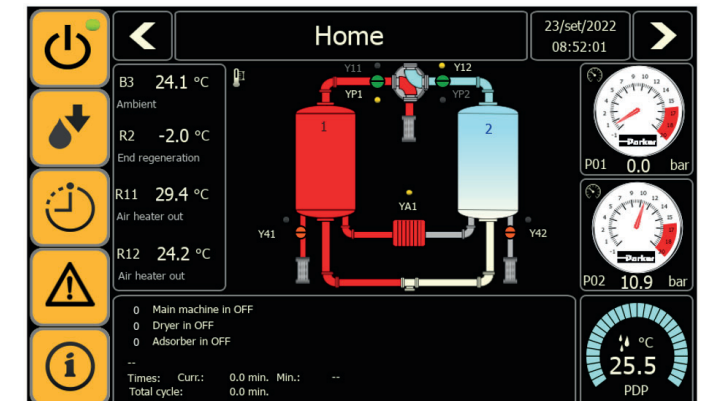 Home
23/set/2022
08:52:01
B3 24.1 °C
Ambient
R2 -2.0 °C
End regeneration
R11 29.4 °C
Air heater out
R12 24.2 °C
Air heater out
Y11
Y12
YP1
YP2
1
2
YA1
Y41
Y42
Parker
P01 0.0 bar
Parker
P02 10.9 bar
°C
25.5
PDP
0 Main machine in OFF
0 Dryer in OFF
0 Adsorber in OFF
--
Times: Curr.: 0.0 min. Min.: --
Total cycle: 0.0 min.